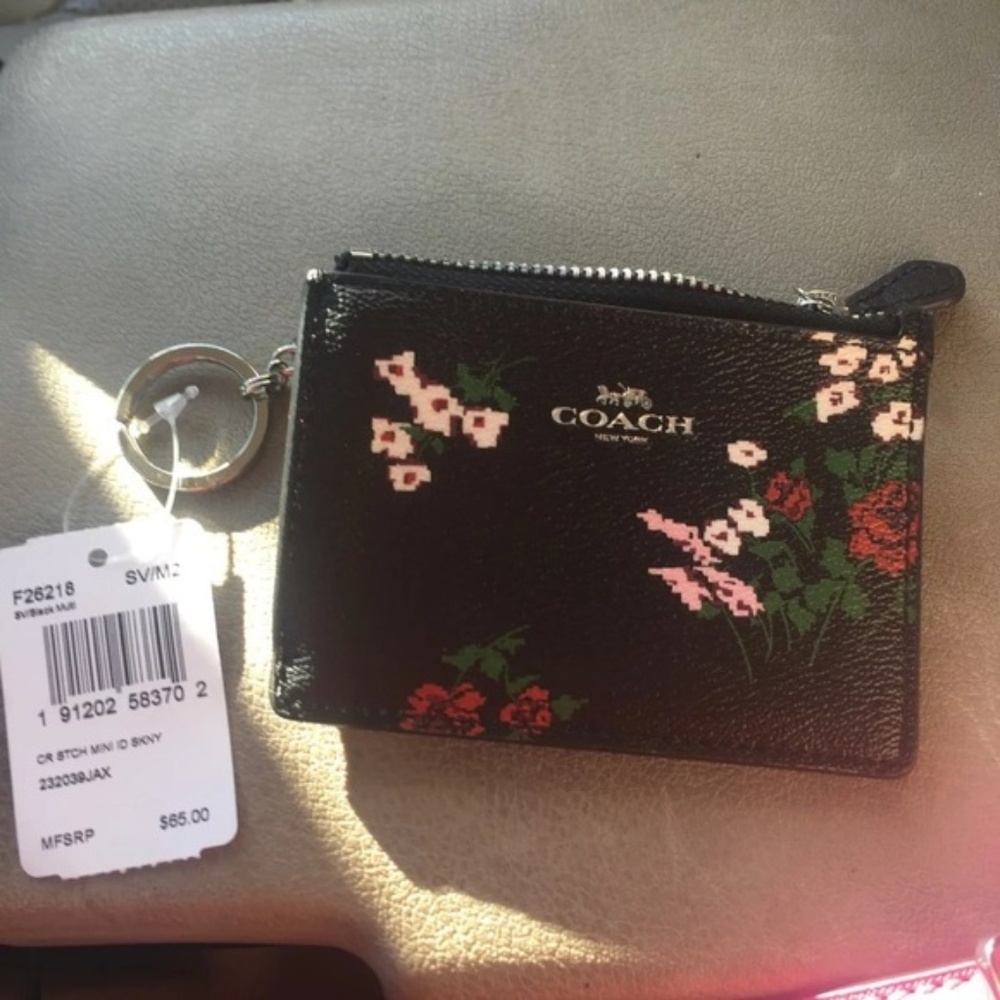 COACH
NEW YORK
F26218 SV/M2
SV/Black Multi
1 91202 58370 2
CR STCH MINI ID SKNY
232039JAX
MFSRP $65.00